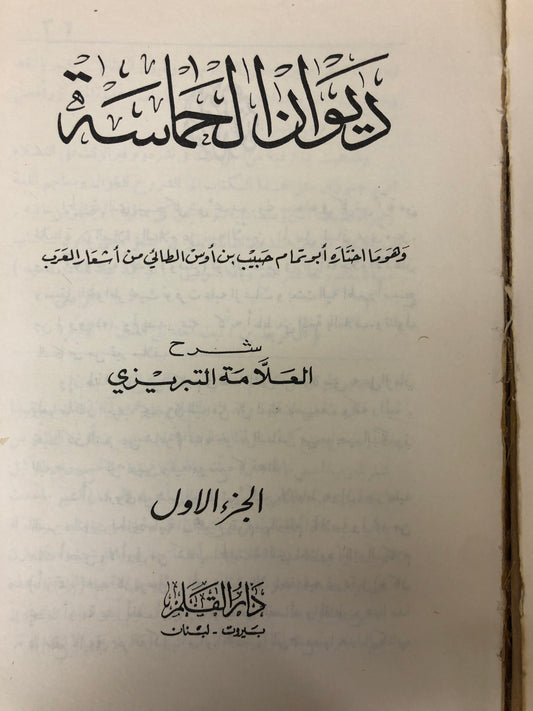 ديوان الحماسة
وهو ما اختاره أبو تمام حبيب بن أوس الطائي من أشعار العرب
شرح
العلامة التبريزي
الجزء الاول
دار القلم
بيروت - لبنان